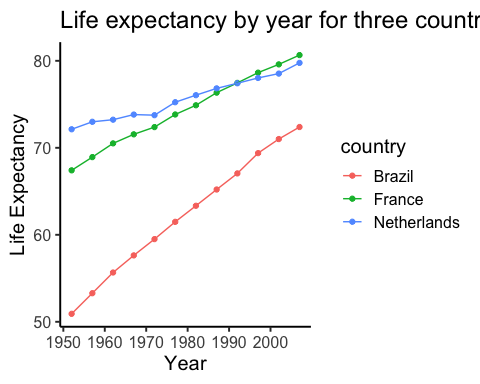 Life expectancy by year for three countr
80
70
60
50
Life Expectancy
1950 1960 1970 1980 1990 2000
Year
country
Brazil
France
Netherlands